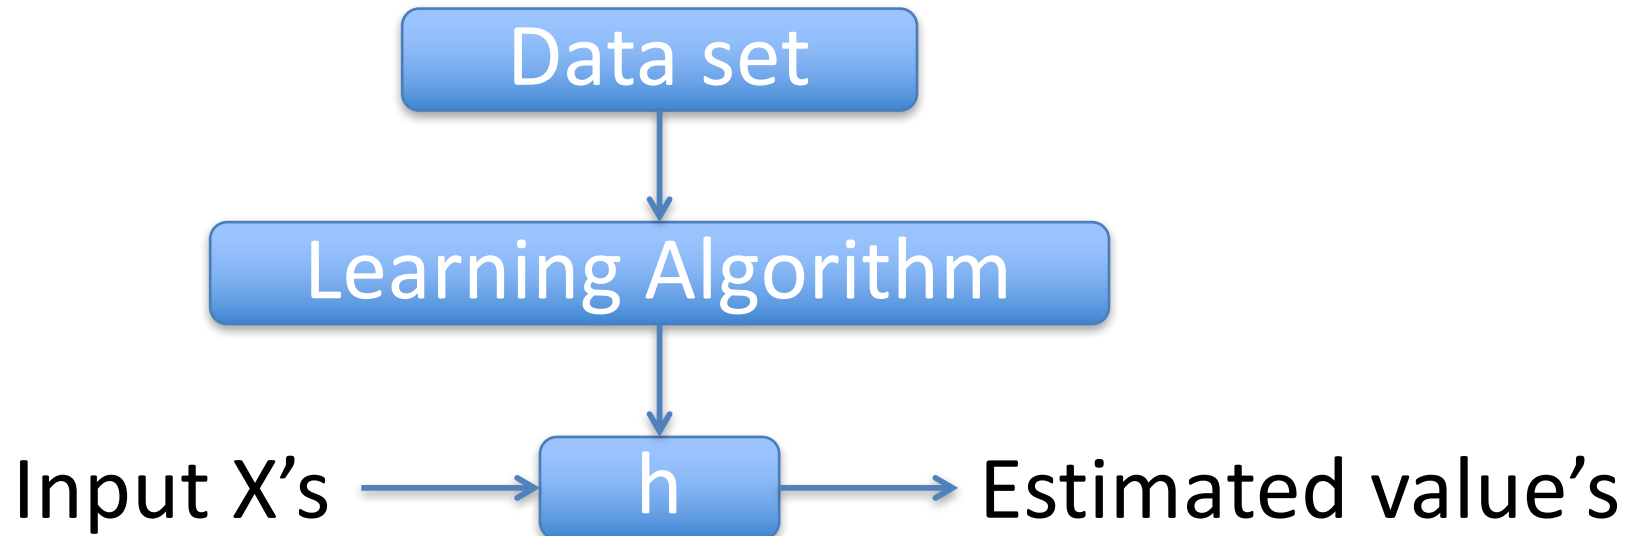 Data set
Learning Algorithm
Input X’s
h
Estimated value’s